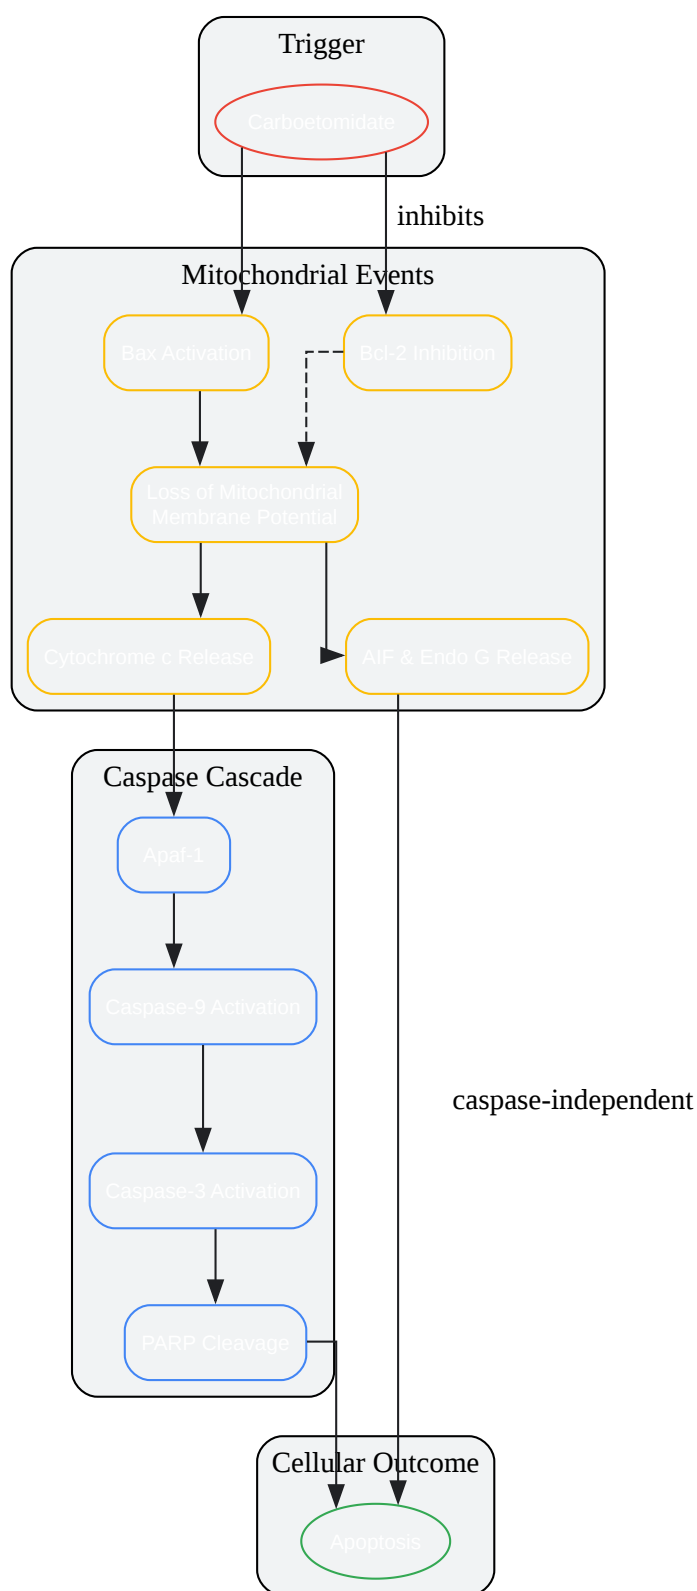 Trigger
Carboetomidate
inhibits
Mitochondrial Events
Bax Activation
Bcl-2 Inhibition
Loss of Mitochondrial
Membrane Potential
Cytochrome c Release
AIF & Endo G Release
Caspase Cascade
Apaf-1
Caspase-9 Activation
caspase-independent
Caspase-3 Activation
PARP Cleavage
Cellular Outcome
Apoptosis